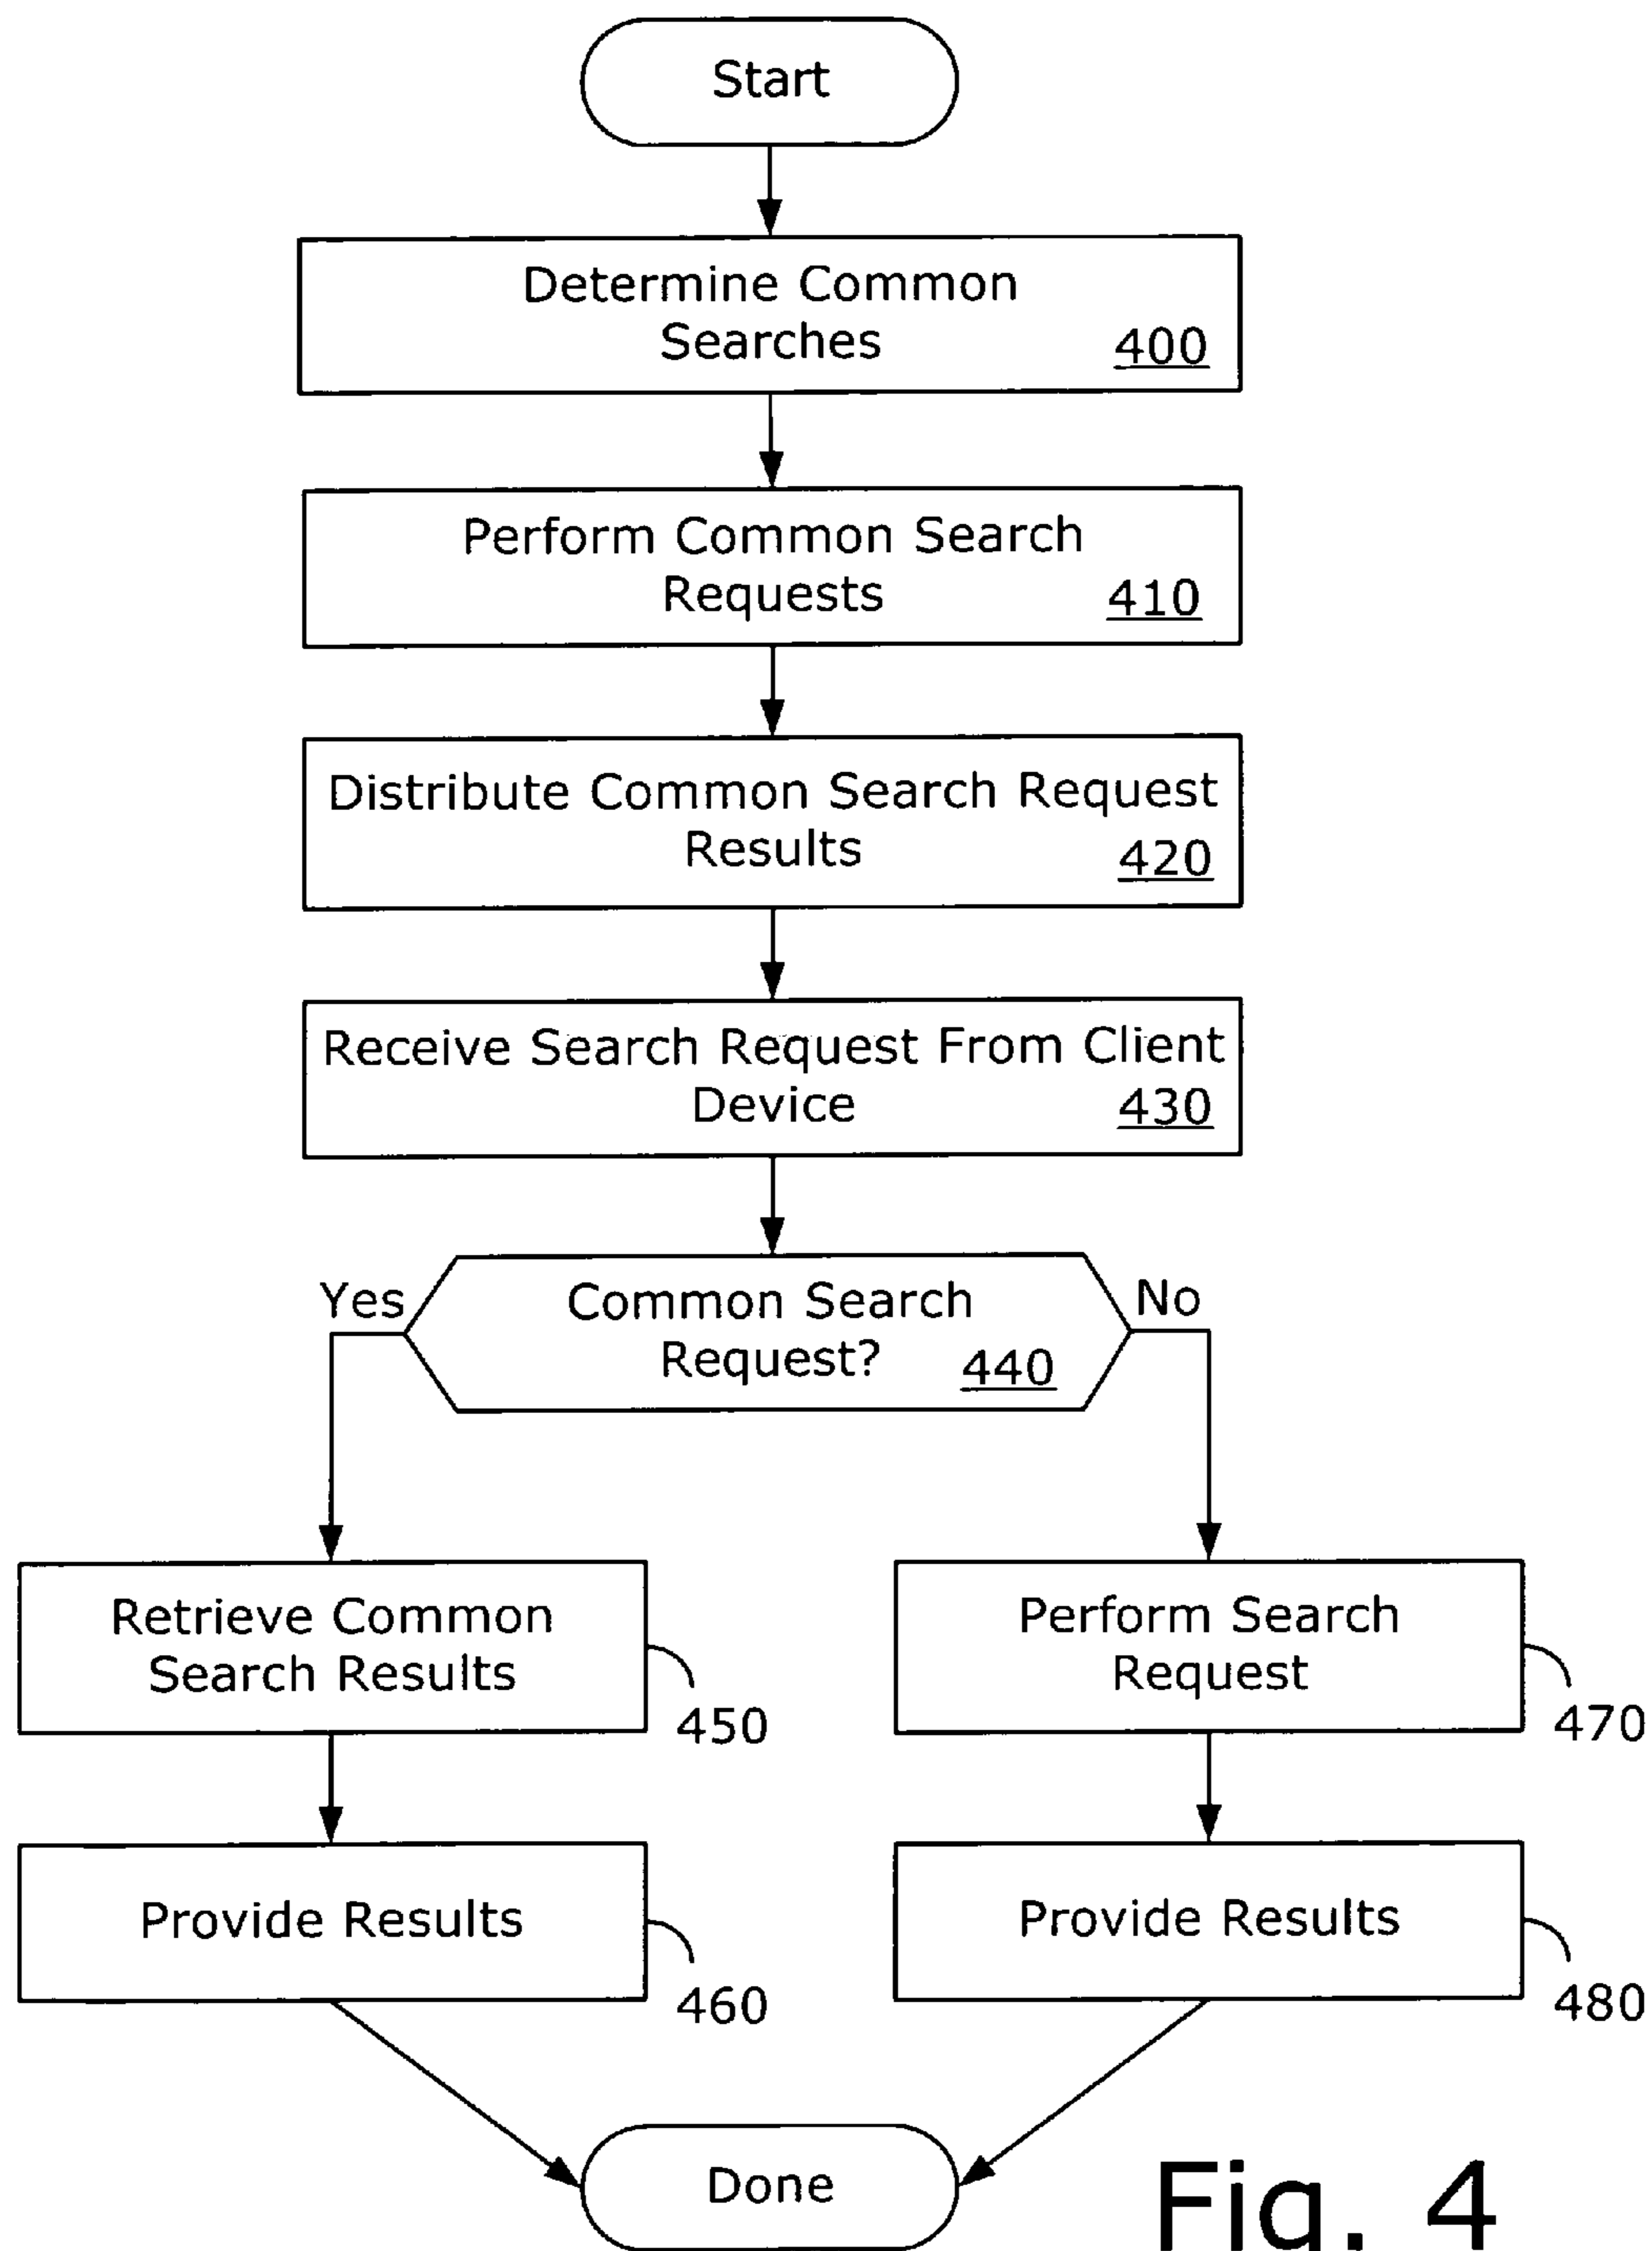 Start
Determine Common
Searches 400
Perform Common Search
Requests 410
Distribute Common Search Request
Results 420
Receive Search Request From Client
Device 430
Yes
Common Search
Request? 440
No
Retrieve Common
Search Results
450
Perform Search
Request
470
Provide Results
460
Provide Results
480
Done
Fig. 4